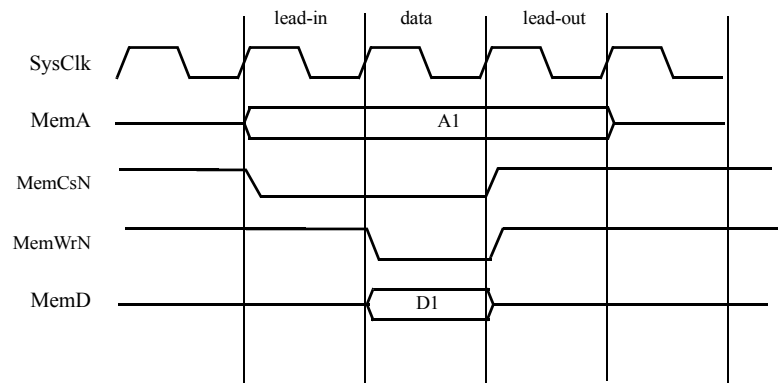 lead-in data lead-out
SysClk
MemA A1
MemCsN
MemWrN
MemD D1